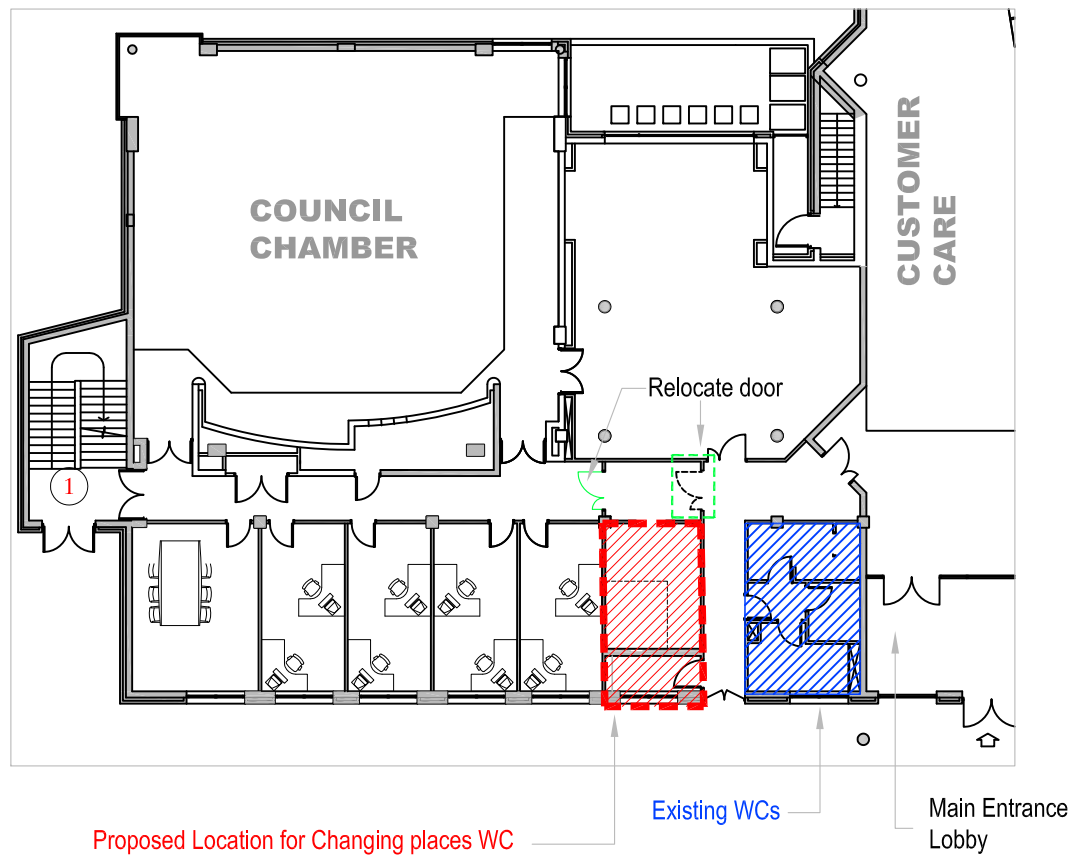 COUNCIL
CHAMBER
CUSTOMER
CARE
Relocate door
1
Existing WCs
Main Entrance
Lobby
Proposed Location for Changing places WC